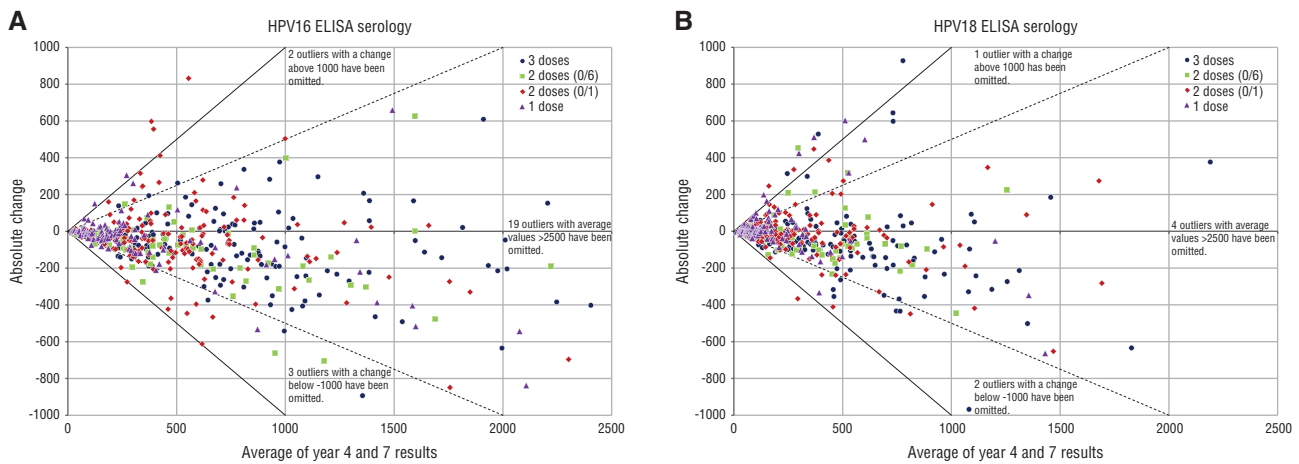 A
HPV16 ELISA serology
Absolute change
1000
800
600
400
200
0
-200
-400
-600
-800
-1000
0
500
1000
1500
2000
2500
Average of year 4 and 7 results
2 outliers with a change
above 1000 have been
omitted.
3 doses
2 doses (0/6)
2 doses (0/1)
1 dose
19 outliers with average
values >2500 have been
omitted.
3 outliers with a change
below -1000 have been
omitted.
B
HPV18 ELISA serology
Absolute change
1000
800
600
400
200
0
-200
-400
-600
-800
-1000
0
500
1000
1500
2000
2500
Average of year 4 and 7 results
1 outlier with a change
above 1000 has been
omitted.
3 doses
2 doses (0/6)
2 doses (0/1)
1 dose
4 outliers with average
values >2500 have been
omitted.
2 outliers with a change
below -1000 have been
omitted.